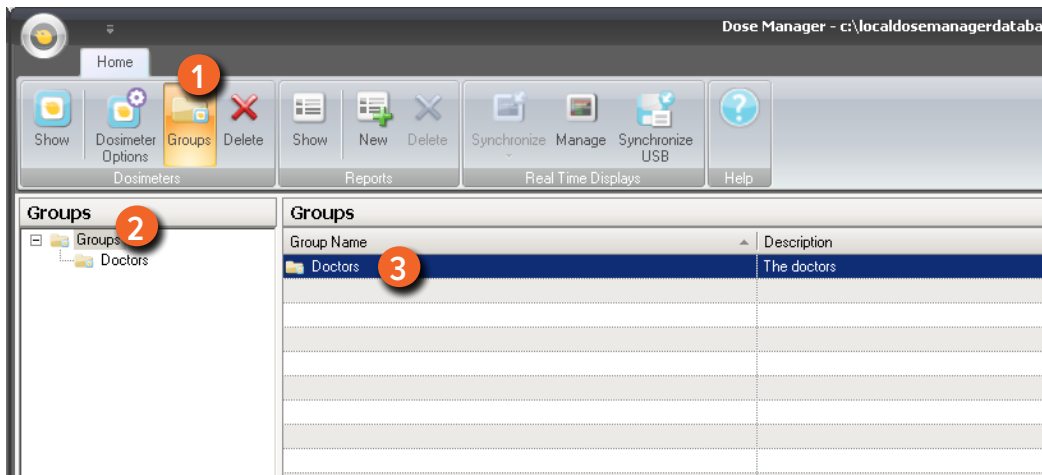 Dose Manager - c:\localdosemanagerdataba
Home
1
Show
Dosimeter
Options
Groups
Delete
Show
New
Delete
Synchronize
Manage
Synchronize
USB
Dosimeters
Reports
Real Time Displays
Help
Groups
2
Groups
Doctors
Groups
Group Name
Description
Doctors
3
The doctors